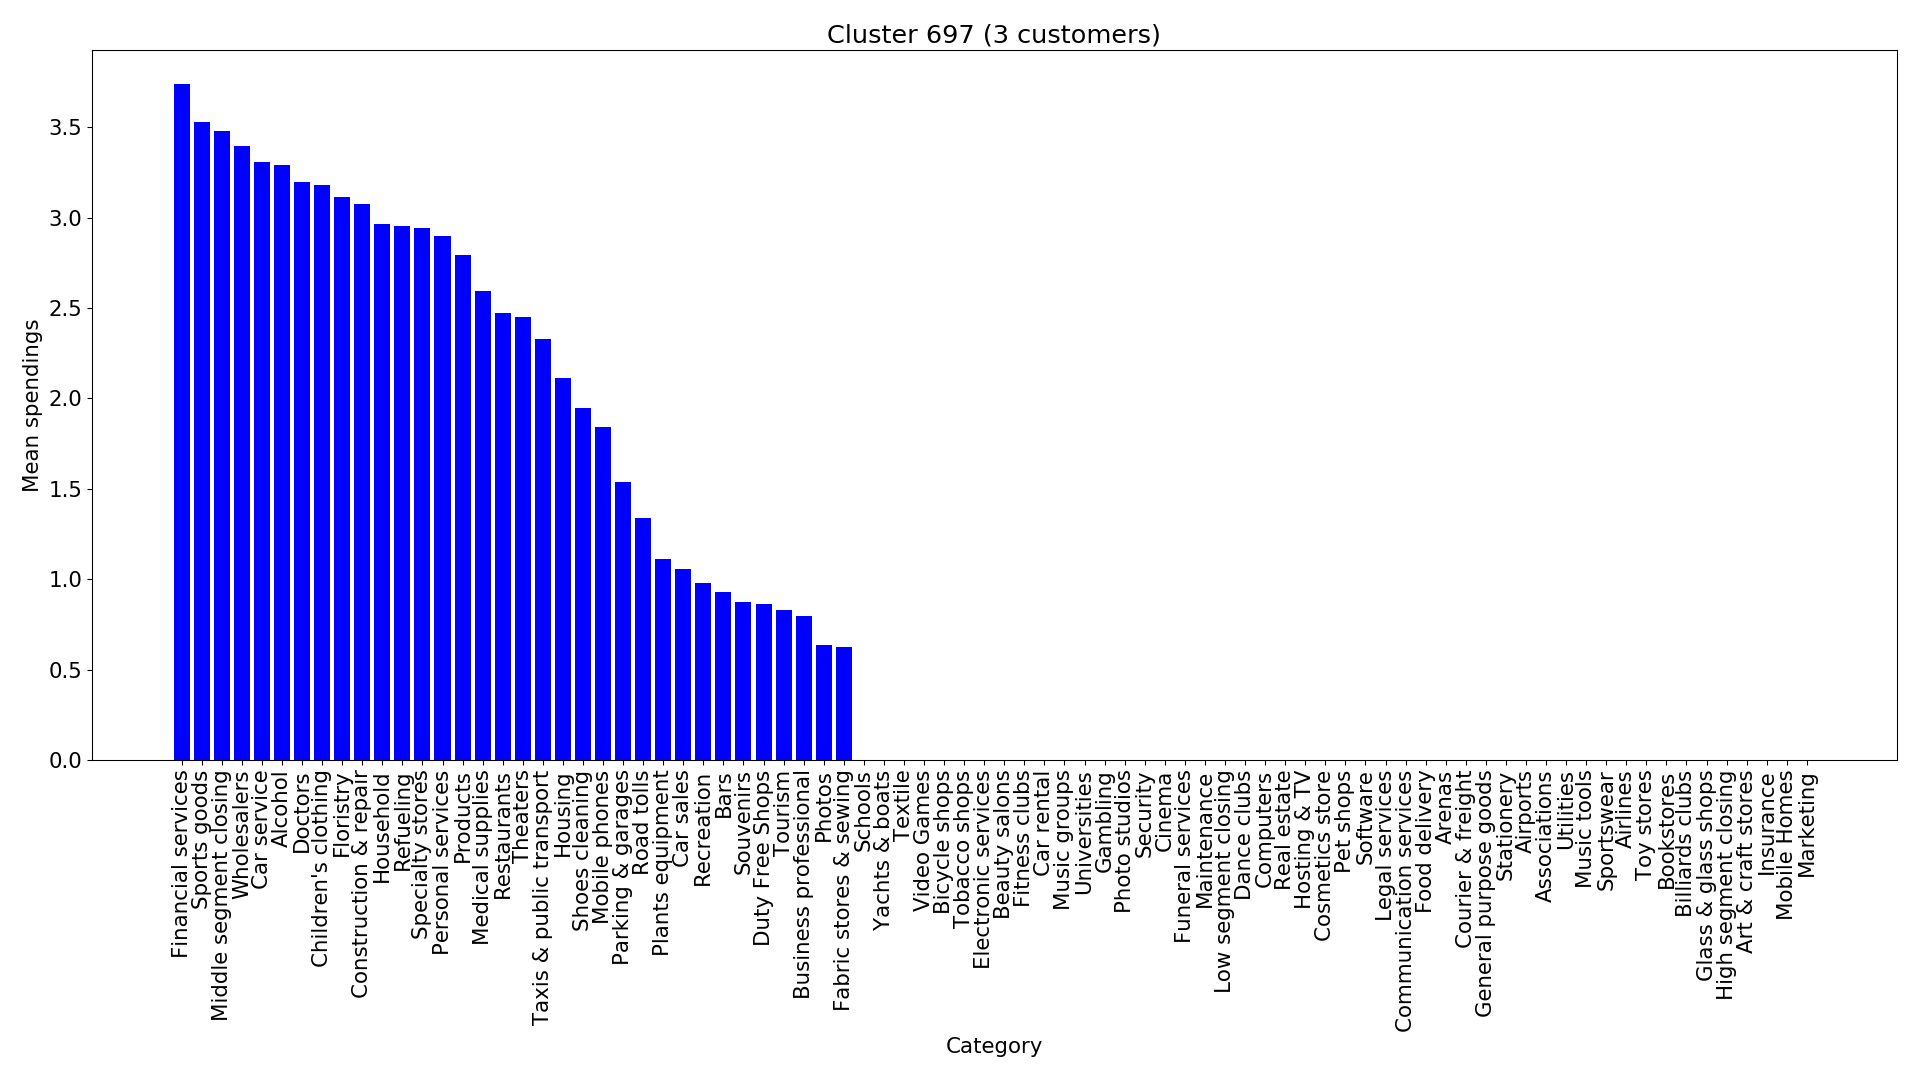 Cluster 697 (3 customers)
Mean spendings
3.5
3.0
2.5
2.0
1.5
1.0
0.5
0.0
Financial services
Sports goods
Middle segment closing
Wholesalers
Car service
Alcohol
Doctors
Children's clothing
Floristry
Construction & repair
Household
Refueling
Specialty stores
Personal services
Products
Medical supplies
Restaurants
Theaters
Taxis & public transport
Housing
Shoes cleaning
Mobile phones
Parking & garages
Road tolls
Plants equipment
Car sales
Recreation
Bars
Souvenirs
Duty Free Shops
Tourism
Business professional
Photos
Fabric stores & sewing
Schools
Yachts & boats
Textile
Video Games
Bicycle shops
Tobacco shops
Electronic services
Beauty salons
Fitness clubs
Car rental
Music groups
Universities
Gambling
Photo studios
Security
Cinema
Funeral services
Maintenance
Low segment closing
Dance clubs
Computers
Real estate
Hosting & TV
Cosmetics store
Pet shops
Software
Legal services
Communication services
Food delivery
Arenas
Courier & freight
General purpose goods
Stationery
Airports
Associations
Utilities
Music tools
Sportswear
Airlines
Toy stores
Bookstores
Billiards clubs
Glass & glass shops
High segment closing
Art & craft stores
Insurance
Mobile Homes
Marketing
Category